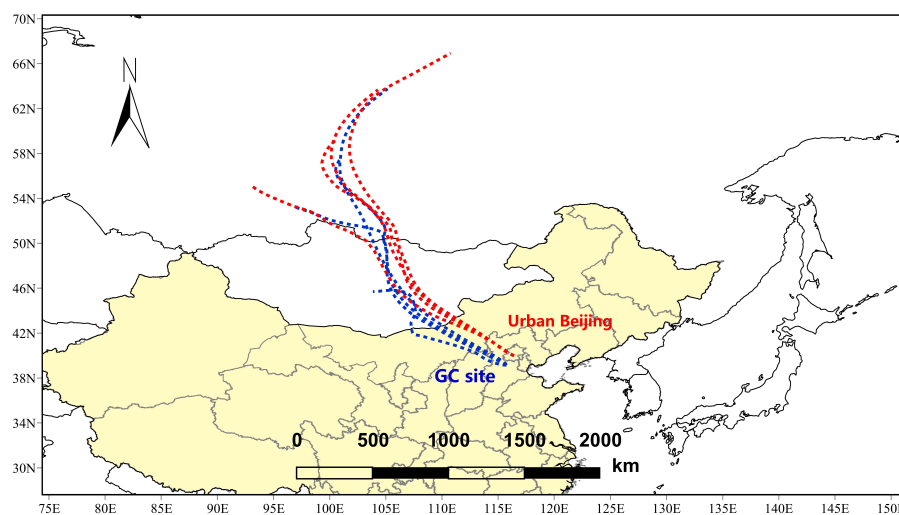 70N
N
66N
62N
58N
54N
50N
46N
42N
Urban Beijing
38N
GC site
34N
0 500 1000 1500 2000
km
30N
75E 80E 85E 90E 95E 100E 105E 110E 115E 120E 125E 130E 135E 140E 145E 150E